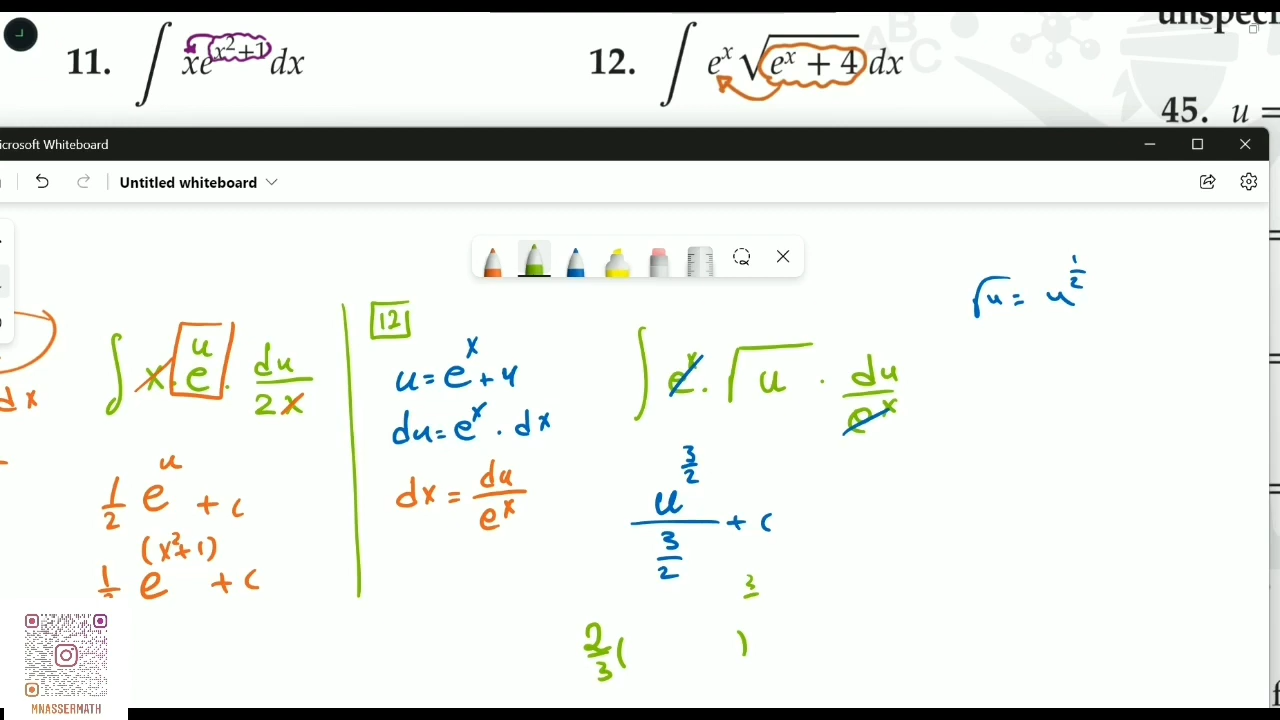 unspeci
11. ∫ xe^{x^2+1} dx
12. ∫ e^x √(e^x + 4) dx
45. u =
icrosoft Whiteboard
Untitled whiteboard
√u = u^{1/2}
dx
∫ x · e^u · du/2x
1/2 e^u + c
1/2 e^{(x^2+1)} + c
12
u = e^x + 4
du = e^x · dx
dx = du/e^x
∫ e^x · √u · du/e^x
u^{3/2} / (3/2) + c
2/3 ( )^{3
MNASSERMATH